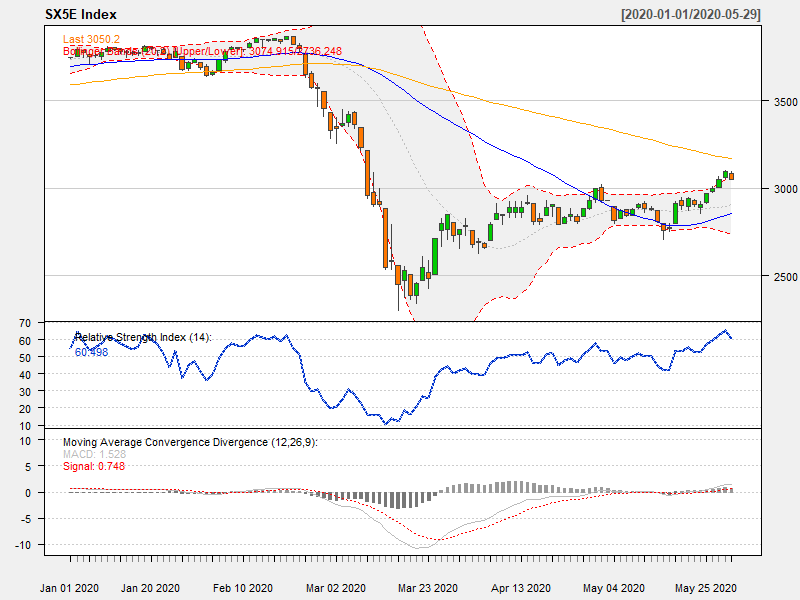 SX5E Index
[2020-01-01/2020-05-29]
Last 3050.2
Bollinger Bands (20,2) [Upper/Lower]: 3074.915/2736.248
3500
3000
2500
Relative Strength Index (14):
60.498
70
60
50
40
30
20
10
Moving Average Convergence Divergence (12,26,9):
MACD: 1.528
Signal: 0.748
10
5
0
-5
-10
Jan 01 2020 Jan 20 2020 Feb 10 2020 Mar 02 2020 Mar 23 2020 Apr 13 2020 May 04 2020 May 25 2020